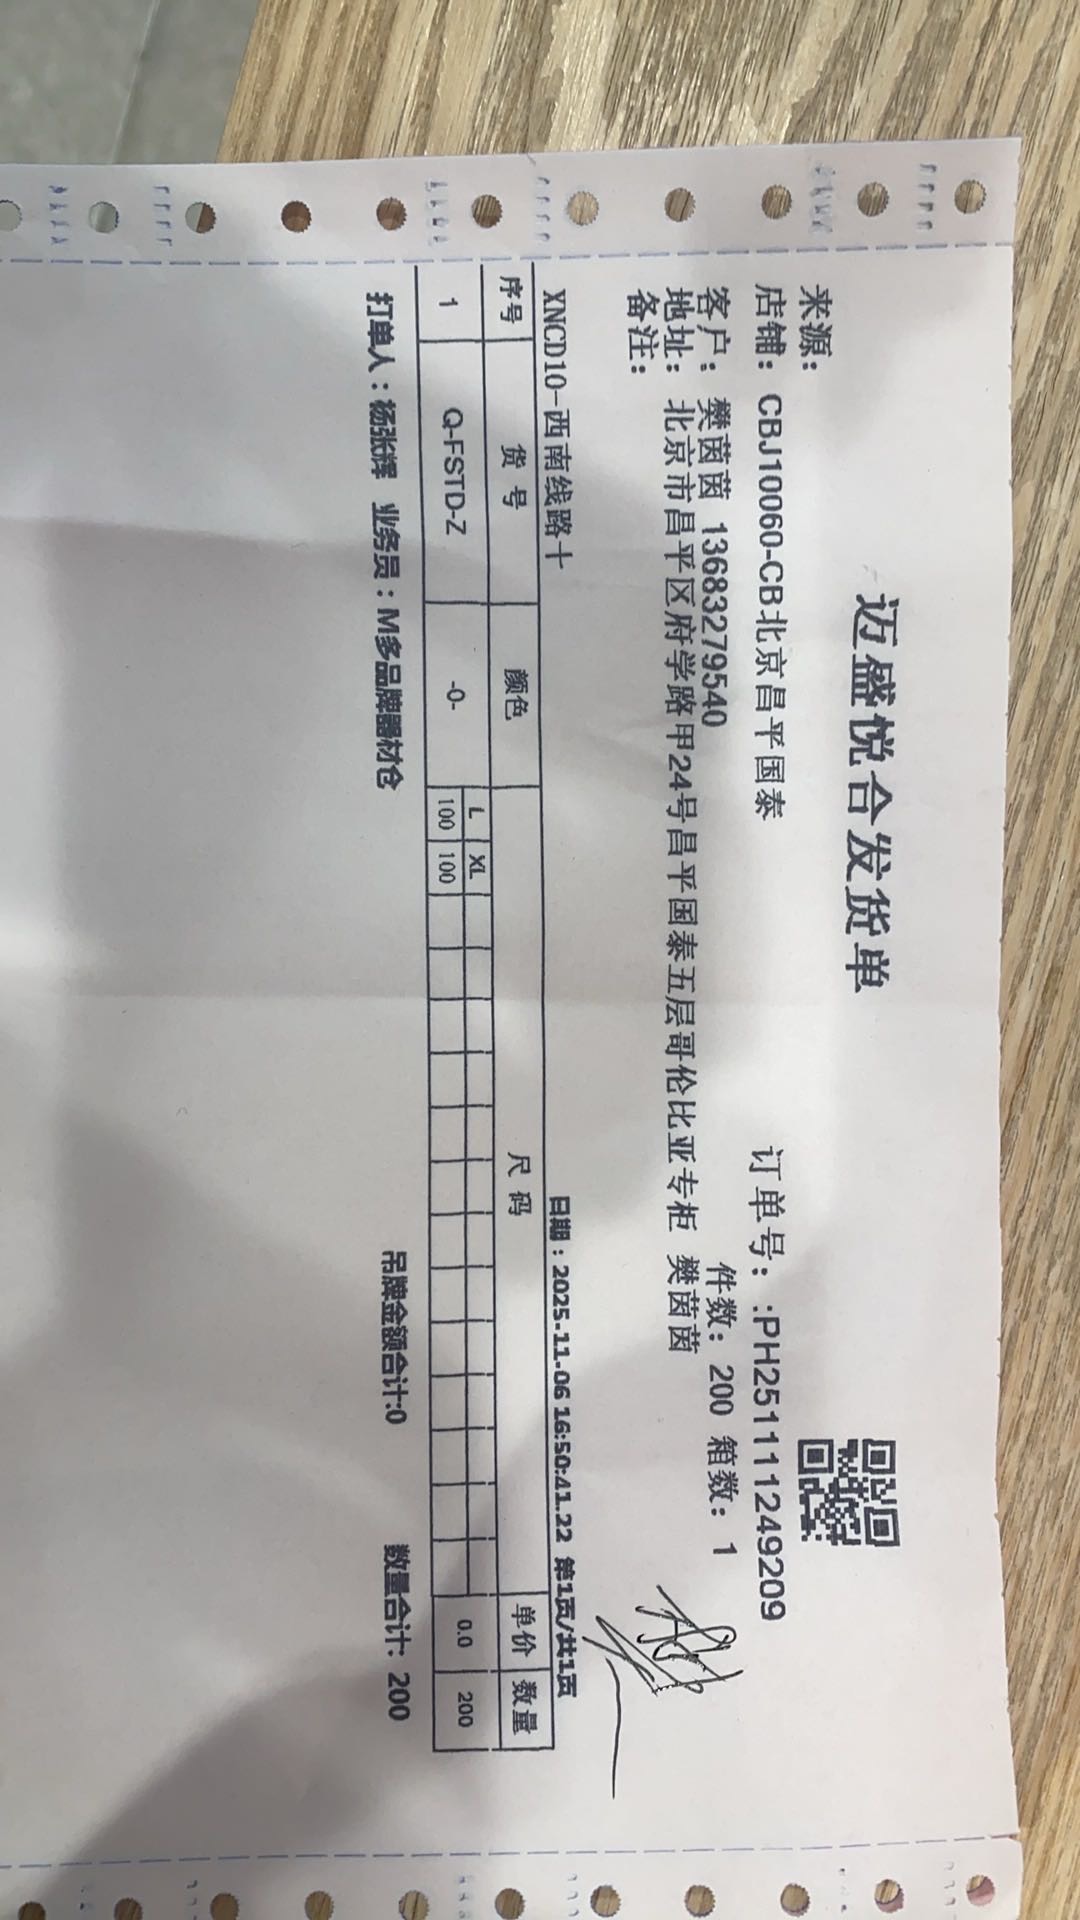 迈盛悦合发货单
来源：
店铺：CBJ10060-CB北京昌平国泰 订单号：:PH251111249209
客户：樊茵茵 13683279540 件数：200 箱数：1
地址：北京市昌平区府学路甲24号昌平国泰五层哥伦比亚专柜 樊茵茵
备注：
XNCD10-西南线路十 日期：2025-11-06 16:50:41.22 第1页/共1页
序号 货号 颜色 尺码 单价 数量
L XL
1 Q-FSTD-Z -0- 100 100 0.0 200
打单人：杨张辉 业务员：M多品牌器材仓 吊牌金额合计:0 数量合计：200